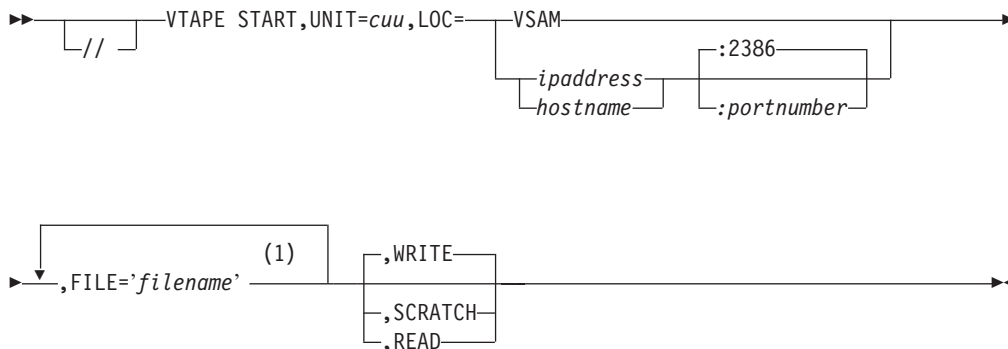 VTAPE START,UNIT=cuu,LOC= VSAM
//
:2386
ipaddress
hostname
:portnumber
(1)
,FILE='filename'
,WRITE
,SCRATCH
,READ